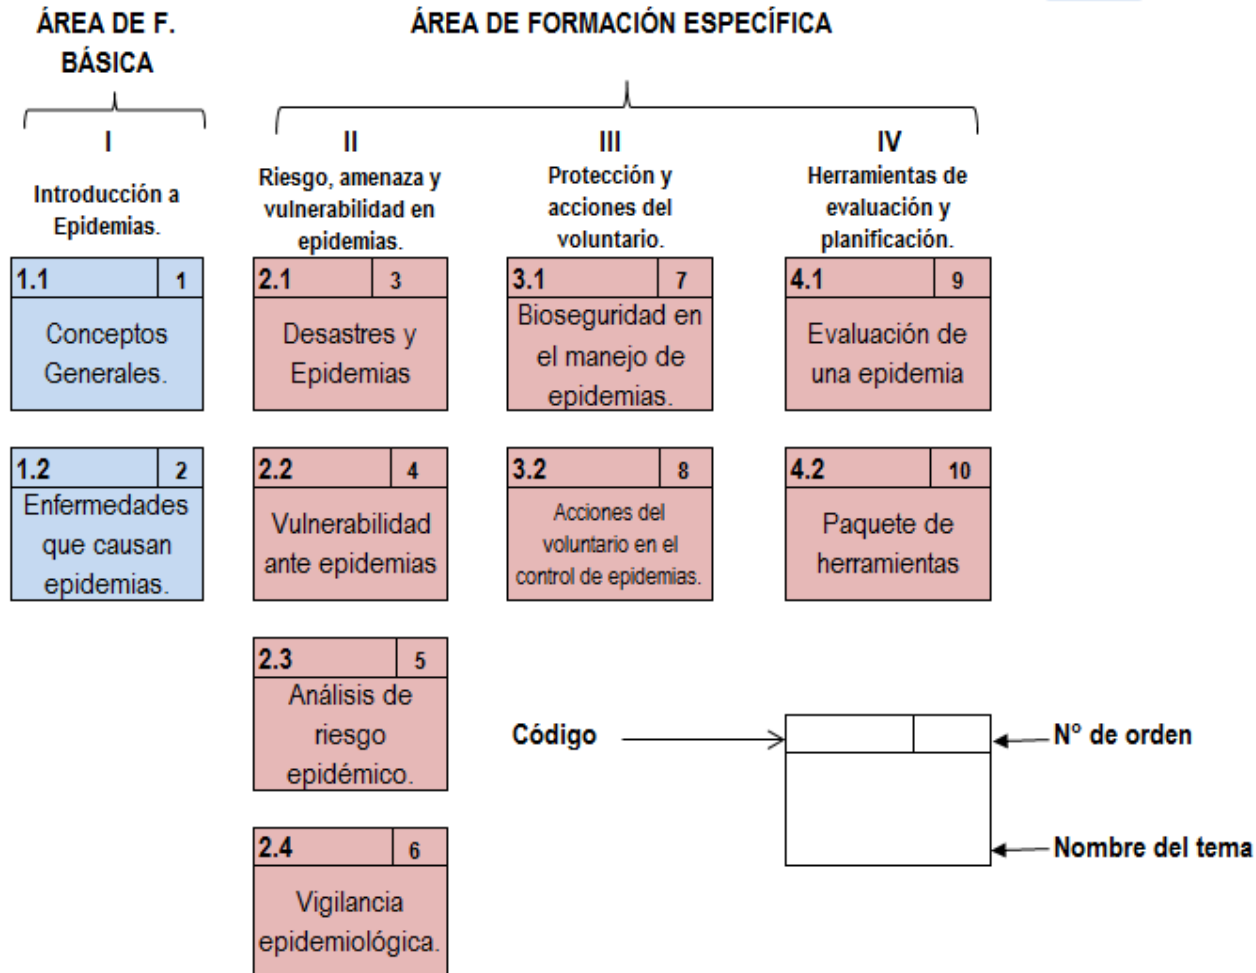 ÁREA DE F.
BÁSICA
ÁREA DE FORMACIÓN ESPECÍFICA
I
Introducción a
Epidemias.
II
Riesgo, amenaza y
vulnerabilidad en
epidemias.
III
Protección y
acciones del
voluntario.
IV
Herramientas de
evaluación y
planificación.
1.1 1
Conceptos
Generales.
2.1 3
Desastres y
Epidemias
3.1 7
Bioseguridad en
el manejo de
epidemias.
4.1 9
Evaluación de
una epidemia
1.2 2
Enfermedades
que causan
epidemias.
2.2 4
Vulnerabilidad
ante epidemias
3.2 8
Acciones del
voluntario en el
control de epidemias.
4.2 10
Paquete de
herramientas
2.3 5
Análisis de
riesgo
epidémico.
2.4 6
Vigilancia
epidemiológica.
Código
N° de orden
Nombre del tema